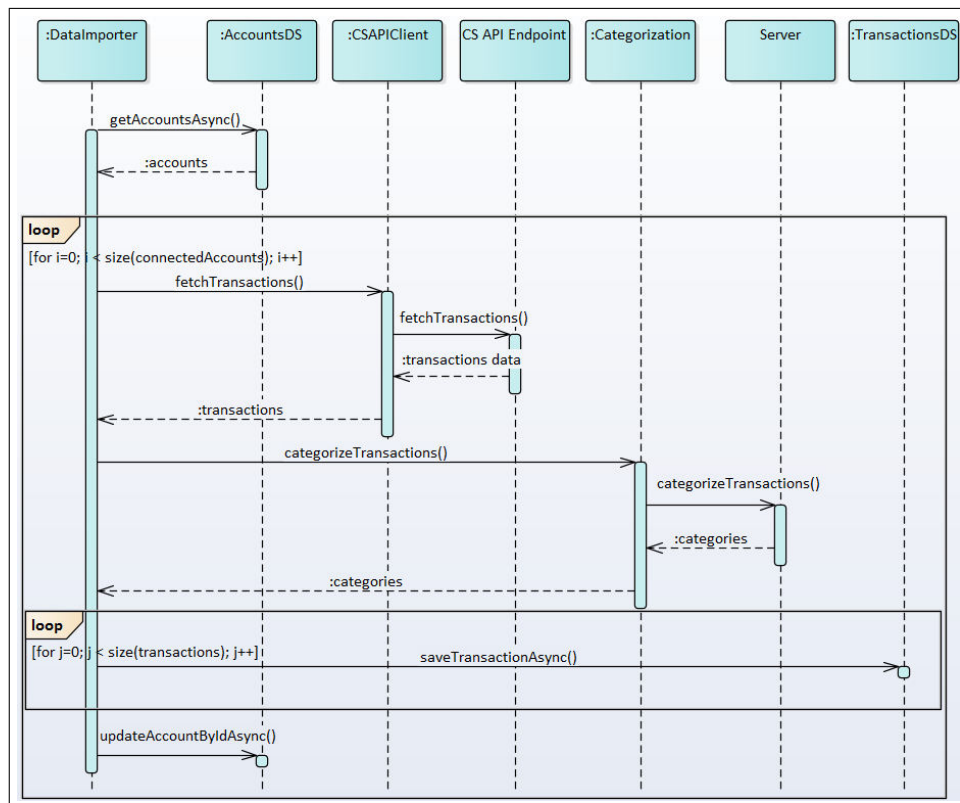 :DataImporter
:AccountsDS
:CSAPIClient
CS API Endpoint
:Categorization
Server
:TransactionsDS
getAccountsAsync()
:accounts
loop
[for i=0; i < size(connectedAccounts); i++]
fetchTransactions()
fetchTransactions()
:transactions data
:transactions
categorizeTransactions()
categorizeTransactions()
:categories
:categories
loop
[for j=0; j < size(transactions); j++]
saveTransactionAsync()
updateAccountByIdAsync()